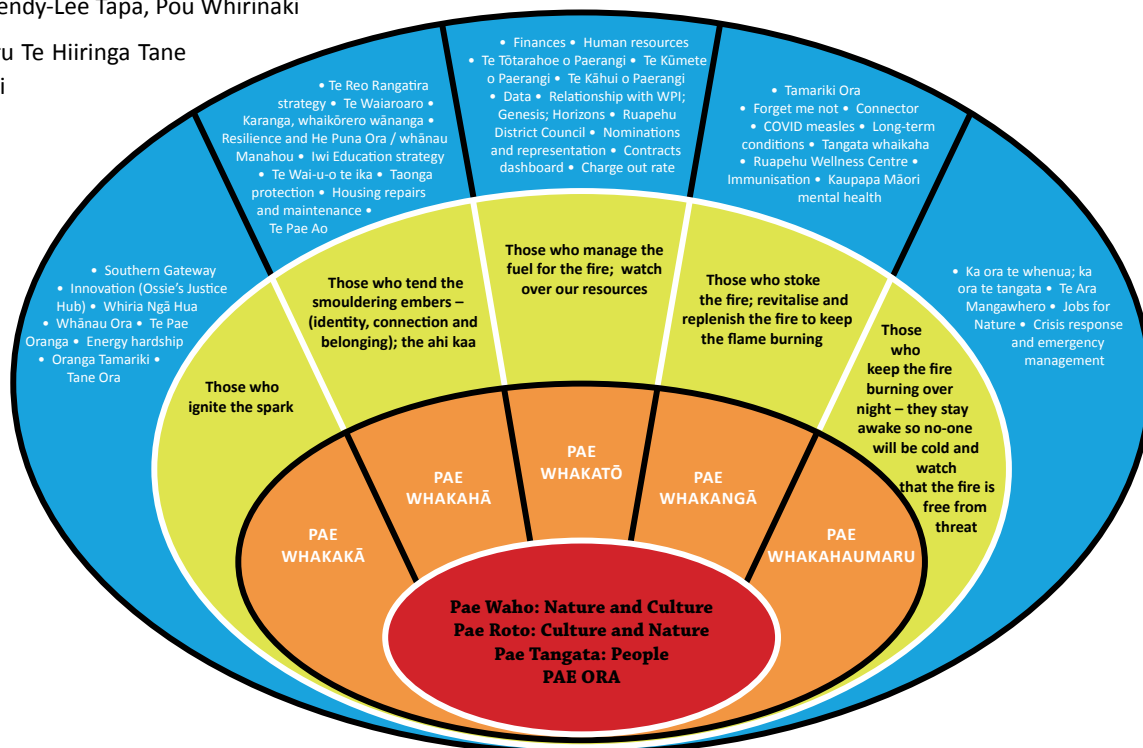 endy-Lee Tapa, Pou Whirinaki
u Te Hiiringa Tane
i
• Southern Gateway
• Innovation (Ossie's Justice
Hub) • Whiria Ngā Hua
• Whānau Ora • Te Pae
Oranga • Energy hardship
• Oranga Tamariki •
Tane Ora
• Te Reo Rangatira
strategy • Te Waiaroaro •
Karanga, whaikōrero wānanga •
Resilience and He Puna Ora / whānau
Manahou • Iwi Education strategy
• Te Wai-u-o te ika • Taonga
protection • Housing repairs
and maintenance •
Te Pae Ao
• Finances • Human resources
• Te Tōtarahoe o Paerangi • Te Kūmete
o Paerangi • Te Kāhui o Paerangi
• Data • Relationship with WPI;
Genesis; Horizons • Ruapehu
District Council • Nominations
and representation • Contracts
dashboard • Charge out rate
• Tamariki Ora
• Forget me not • Connector
• COVID measles • Long-term
conditions • Tangata whaikaha
• Ruapehu Wellness Centre •
Immunisation • Kaupapa Māori
mental health
• Ka ora te whenua; ka
ora te tangata • Te Ara
Mangawhero • Jobs for
Nature • Crisis response
and emergency
management
Those who
ignite the spark
Those who tend the
smouldering embers –
(identity, connection and
belonging); the ahi kaa
Those who manage the
fuel for the fire; watch
over our resources
Those who stoke
the fire; revitalise and
replenish the fire to keep
the flame burning
Those
who
keep the fire
burning over
night – they stay
awake so no-one
will be cold and
watch
that the fire is
free from
threat
PAE
WHAKAKĀ
PAE
WHAKAHĀ
PAE
WHAKATŌ
PAE
WHAKANGĀ
PAE
WHAKAHAUMARU
Pae Waho: Nature and Culture
Pae Roto: Culture and Nature
Pae Tangata: People
PAE ORA